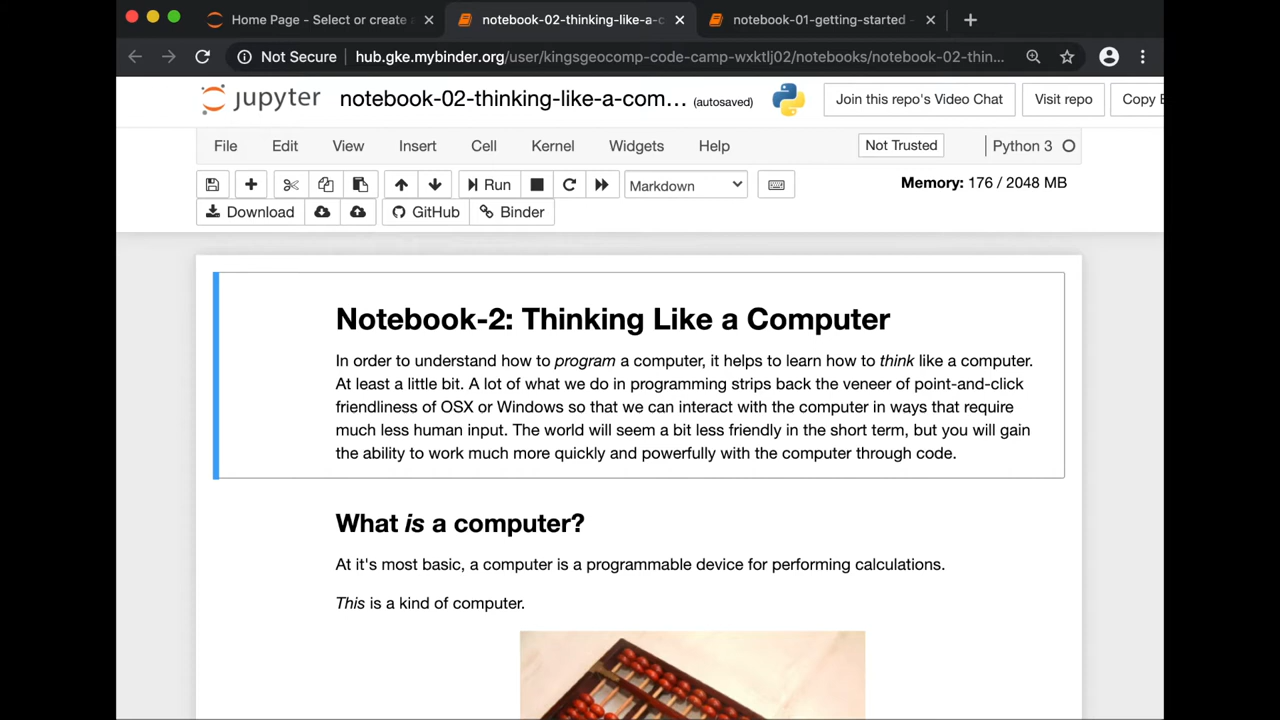 Home Page - Select or create a
notebook-02-thinking-like-a-c
notebook-01-getting-started -
Not Secure
hub.gke.mybinder.org/user/kingsgeocomp-code-camp-wxktlj02/notebooks/notebook-02-thin...
jupyter
notebook-02-thinking-like-a-com... (autosaved)
Join this repo's Video Chat
Visit repo
Copy
File Edit View Insert Cell Kernel Widgets Help
Not Trusted
Python 3
Run
Markdown
Memory: 176 / 2048 MB
Download
GitHub
Binder
Notebook-2: Thinking Like a Computer
In order to understand how to program a computer, it helps to learn how to think like a computer.
At least a little bit. A lot of what we do in programming strips back the veneer of point-and-click
friendliness of OSX or Windows so that we can interact with the computer in ways that require
much less human input. The world will seem a bit less friendly in the short term, but you will gain
the ability to work much more quickly and powerfully with the computer through code.
What is a computer?
At it's most basic, a computer is a programmable device for performing calculations.
This is a kind of computer.